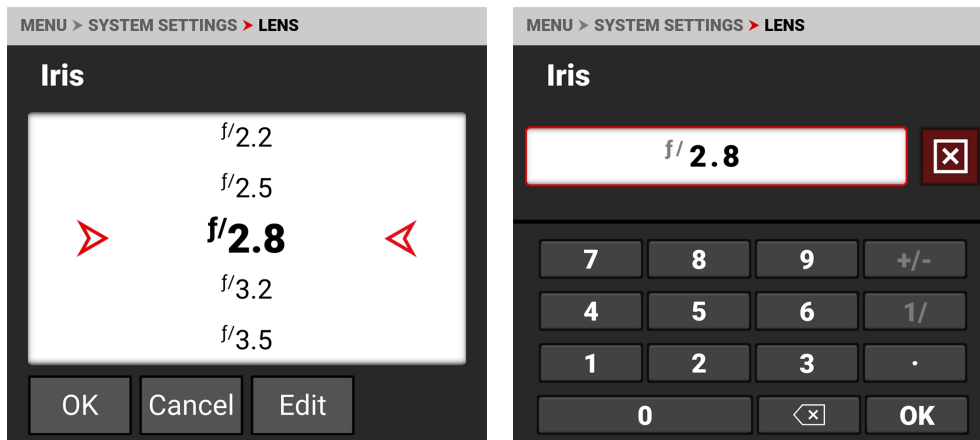 MENU > SYSTEM SETTINGS > LENS
Iris
ƒ/2.2
ƒ/2.5
ƒ/2.8
ƒ/3.2
ƒ/3.5
OK Cancel Edit
MENU > SYSTEM SETTINGS > LENS
Iris
ƒ/ 2.8
7 8 9 +/-
4 5 6 1/
1 2 3 .
0 OK